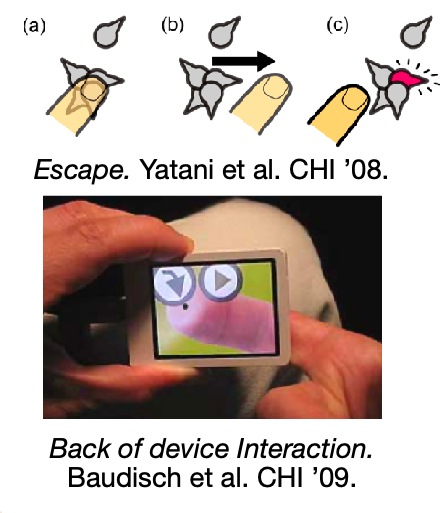 (a) (b) (c)
Escape. Yatani et al. CHI ’08.
Back of device Interaction.
Baudisch et al. CHI ’09.